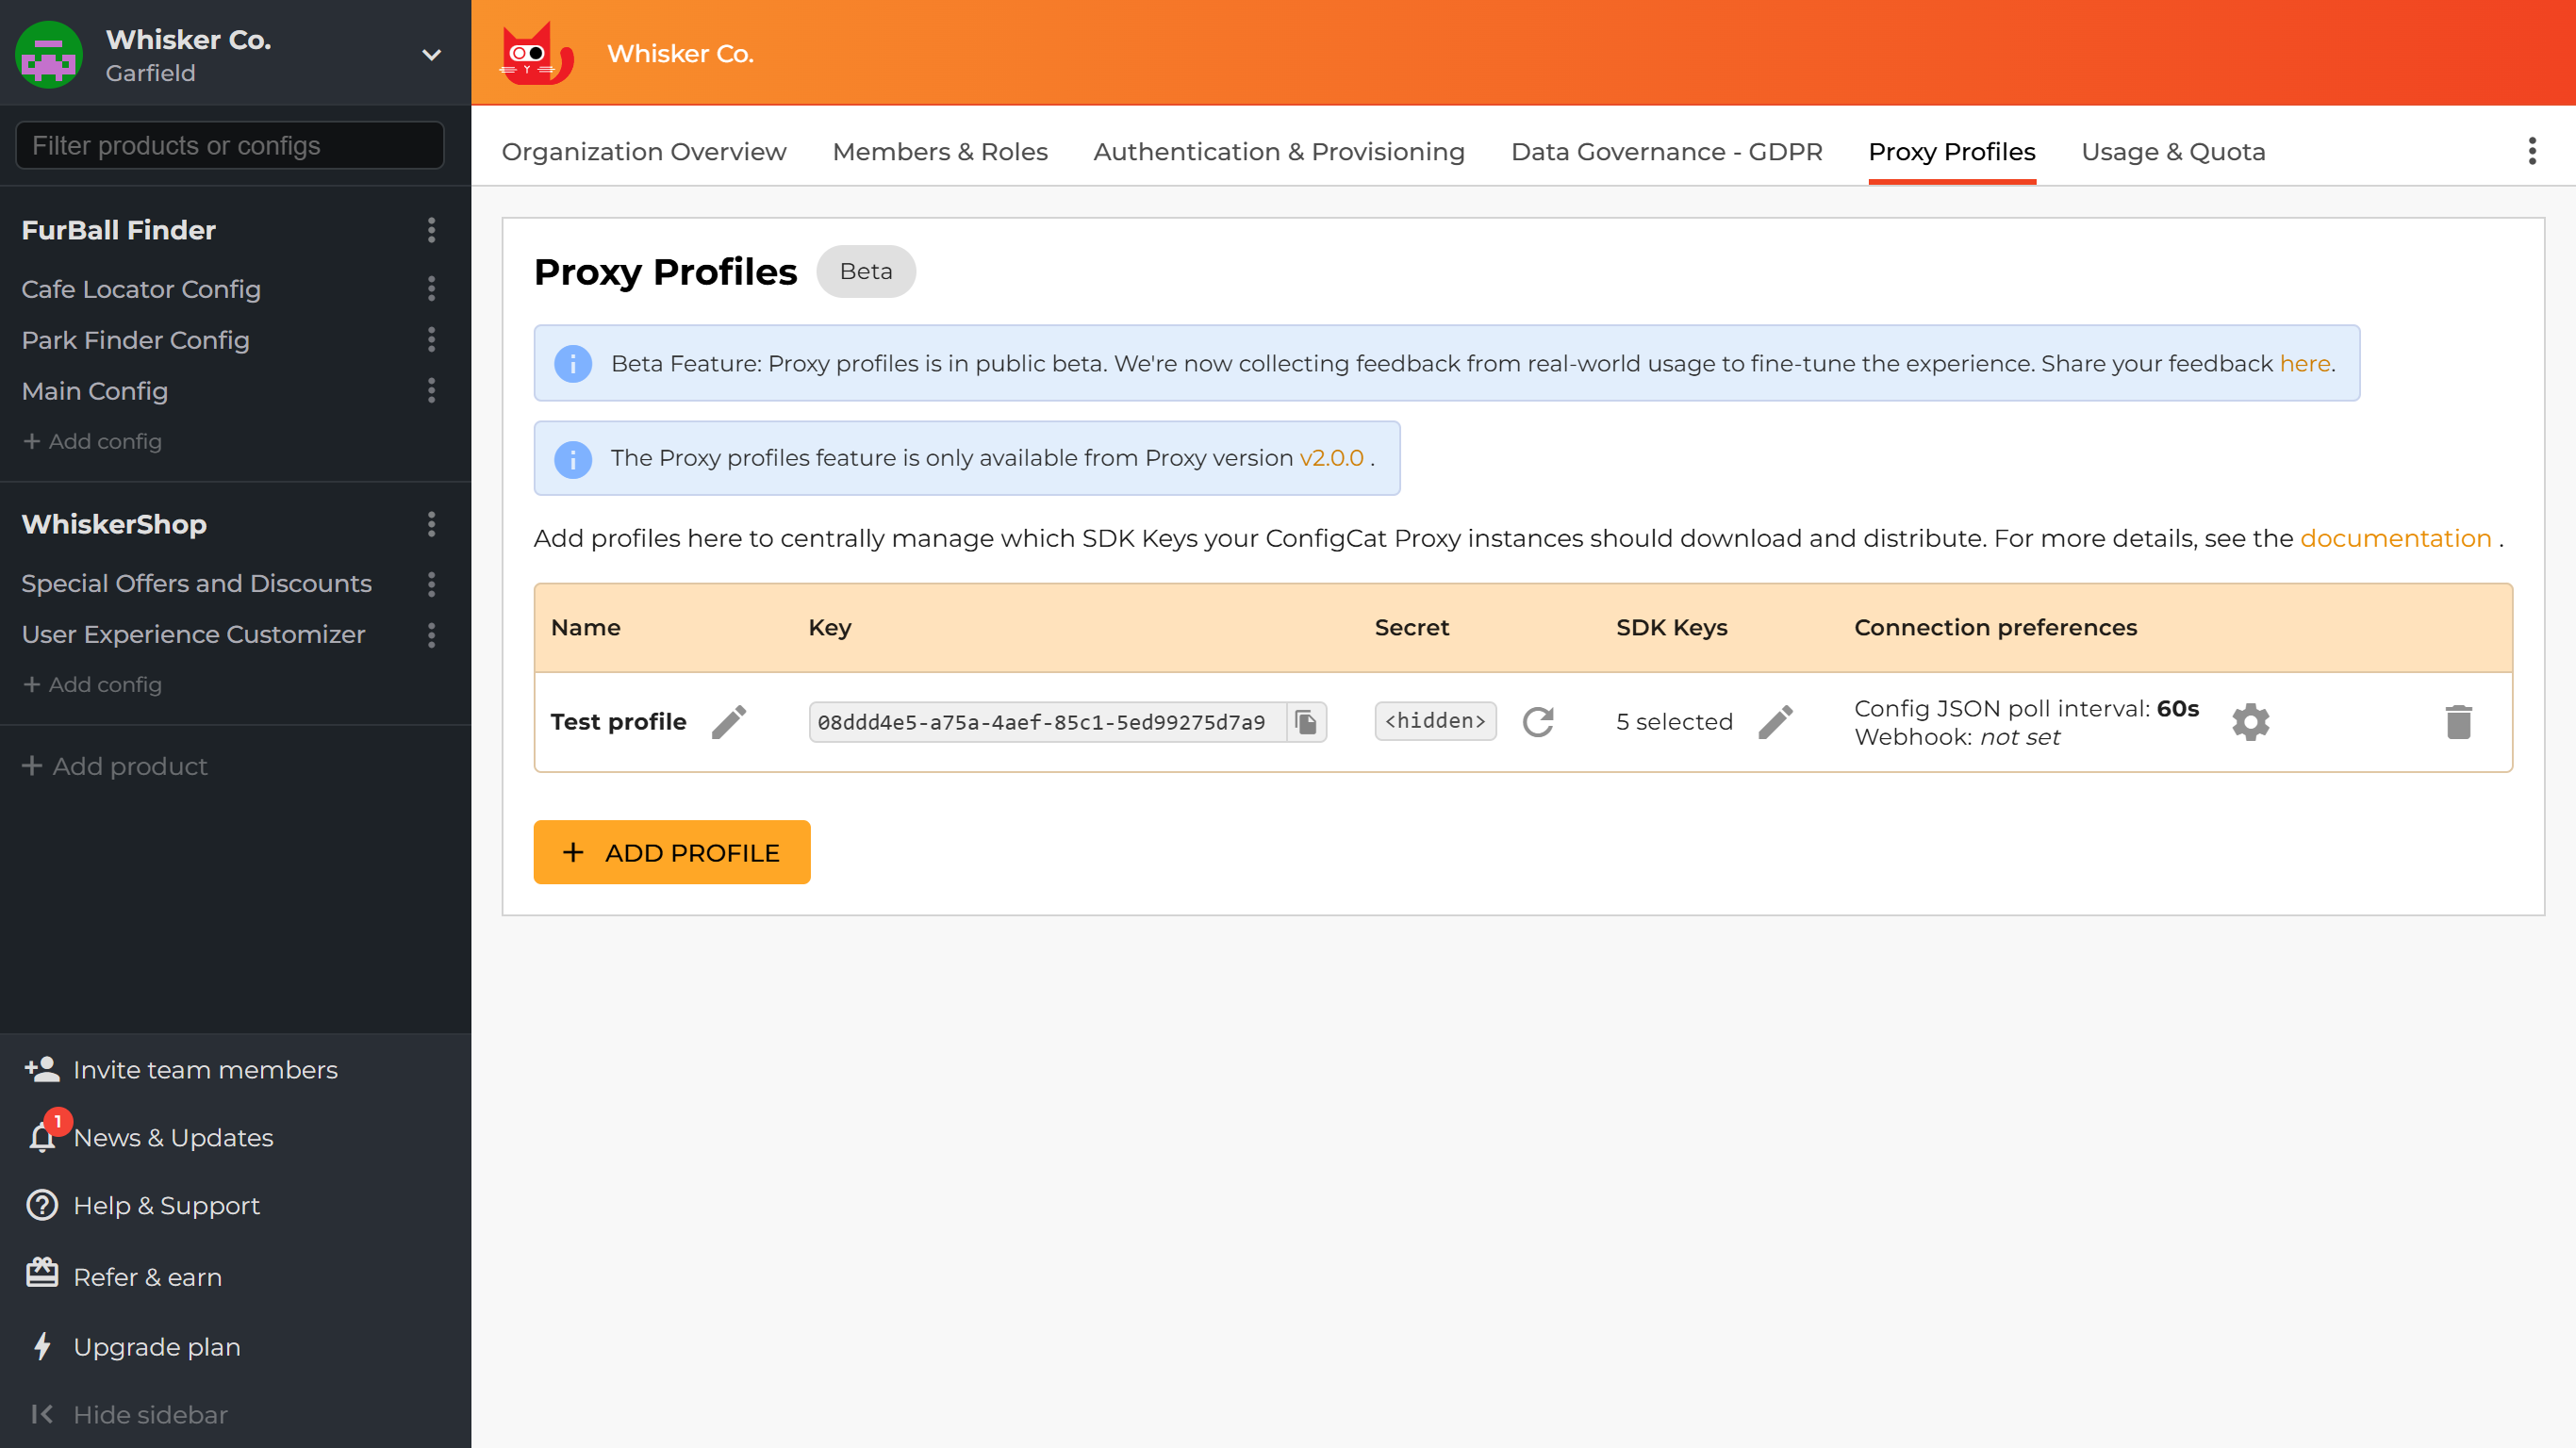 Whisker Co.
Garfield
Filter products or configs
FurBall Finder
Cafe Locator Config
Park Finder Config
Main Config
+ Add config
WhiskerShop
Special Offers and Discounts
User Experience Customizer
+ Add config
+ Add product
Invite team members
1
News & Updates
Help & Support
Refer & earn
Upgrade plan
Hide sidebar
Whisker Co.
Organization Overview Members & Roles Authentication & Provisioning Data Governance - GDPR Proxy Profiles Usage & Quota
Proxy Profiles Beta
Beta Feature: Proxy profiles is in public beta. We're now collecting feedback from real-world usage to fine-tune the experience. Share your feedback here.
The Proxy profiles feature is only available from Proxy version v2.0.0 .
Add profiles here to centrally manage which SDK Keys your ConfigCat Proxy instances should download and distribute. For more details, see the documentation .
Name Key Secret SDK Keys Connection preferences
Test profile 08ddd4e5-a75a-4aef-85c1-5ed99275d7a9 <hidden> 5 selected Config JSON poll interval: 60s
Webhook: not set
+ ADD PROFILE